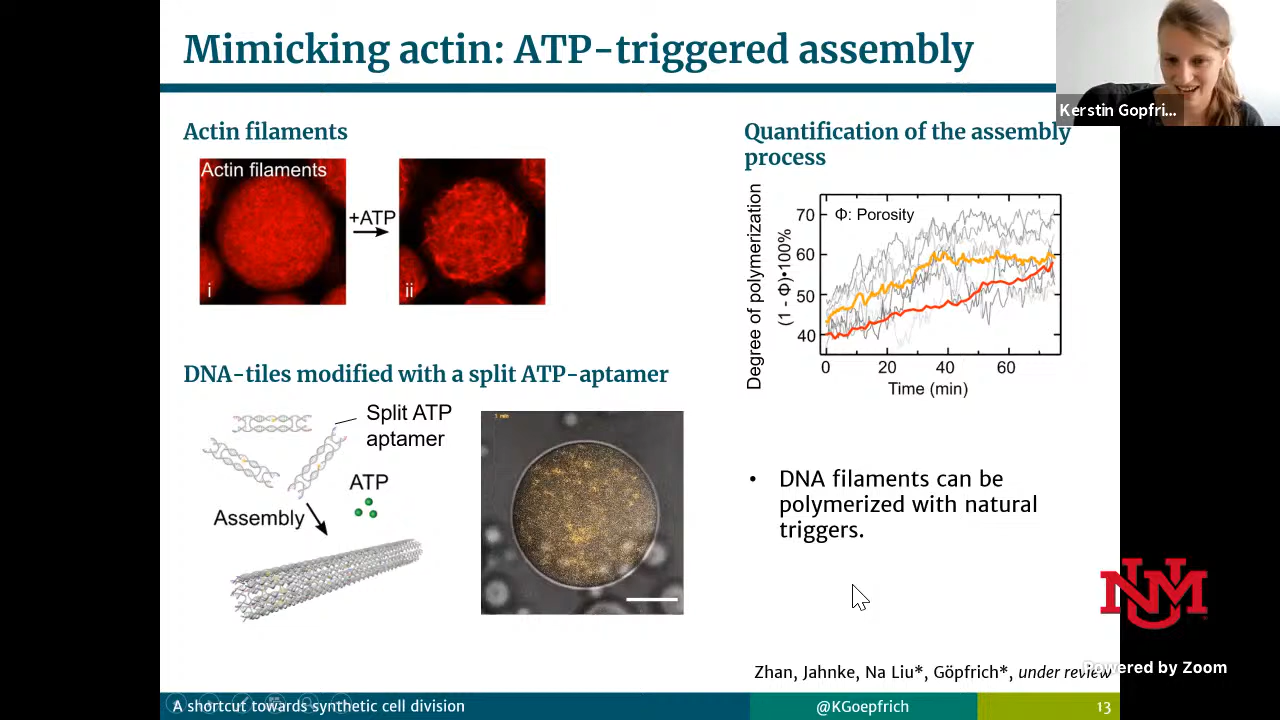 Mimicking actin: ATP-triggered assembly
Kerstin Gopfri...
Actin filaments
Actin filaments
+ATP
i
ii
Quantification of the assembly
process
Degree of polymerization
(1 - Φ)•100%
Φ: Porosity
70
60
50
40
0
20
40
60
Time (min)
DNA-tiles modified with a split ATP-aptamer
Split ATP
aptamer
ATP
Assembly
• DNA filaments can be
polymerized with natural
triggers.
UNM
Zhan, Jahnke, Na Liu*, Göpfrich*, under review
Powered by Zoom
A shortcut towards synthetic cell division
@KGoepfrich
13